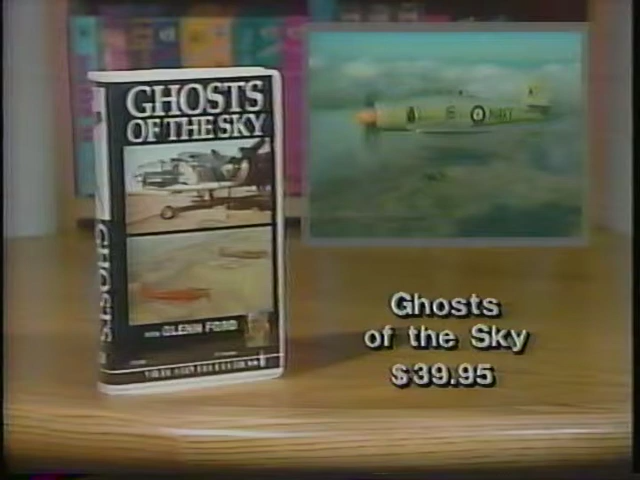 GHOSTS
OF THE SKY
GHOSTS
WITH GLENN FORD
Ghosts
of the Sky
$39.95